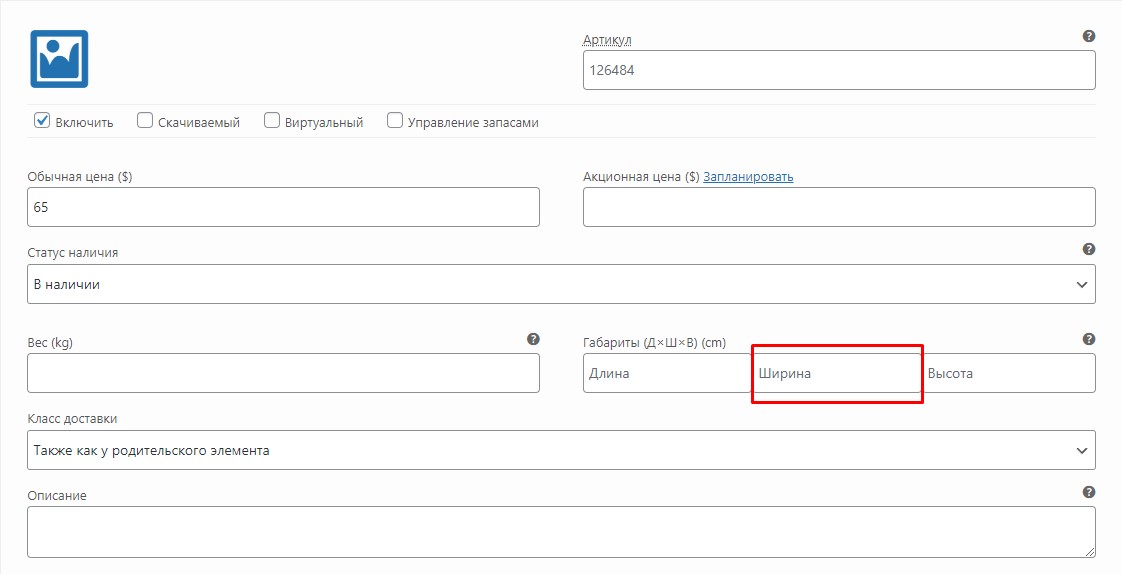 Артикул
126484
Включить Скачиваемый Виртуальный Управление запасами
Обычная цена ($) Акционная цена ($) Запланировать
65
Статус наличия
В наличии
Вес (kg) Габариты (Д×Ш×В) (cm)
Длина Ширина Высота
Класс доставки
Также как у родительского элемента
Описание